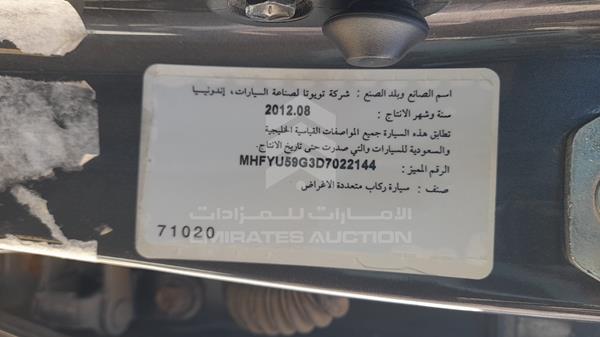 اسم الصانع وبلد الصنع : شركة تويوتا لصناعة السيارات، إندونيسيا
سنة وشهر الانتاج : 2012.08
تطابق هذه السيارة جميع المواصفات القياسية الخليجية
والسعودية للسيارات والتي صدرت حتى تاريخ الانتاج.
الرقم المميز : MHFYU59G3D7022144
صنف : سيارة ركاب متعددة الاغراض
الامارات للمزادات
EMIRATES AUCTION
71020